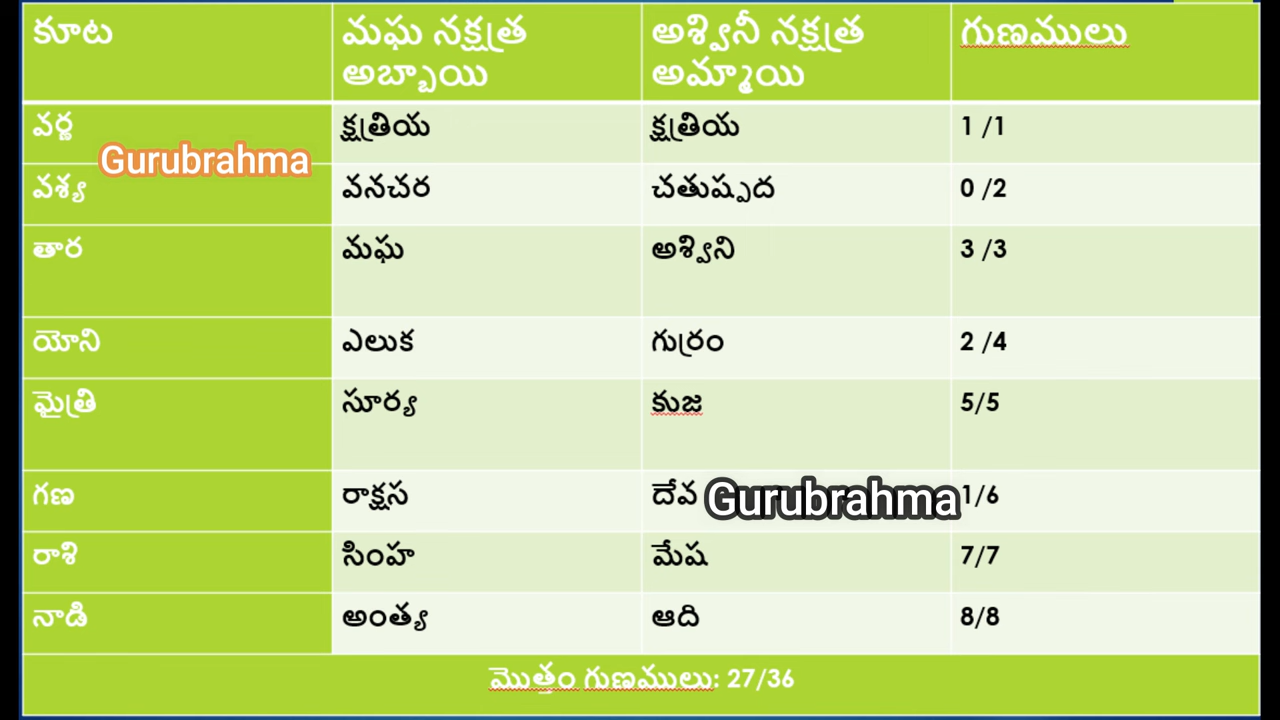 కూట మఘ నక్షత్ర అబ్బాయి అశ్వినీ నక్షత్ర అమ్మాయి గుణములు
వర్ణ క్షత్రియ క్షత్రియ 1 /1
Gurubrahma
వశ్య వనచర చతుష్పద 0 /2
తార మఘ అశ్విని 3 /3
యోని ఎలుక గుర్రం 2 /4
మైత్రి సూర్య కుజ 5/5
గణ రాక్షస దేవ 1/6
Gurubrahma
రాశి సింహ మేష 7/7
నాడి అంత్య ఆది 8/8
మొత్తం గుణములు: 27/36